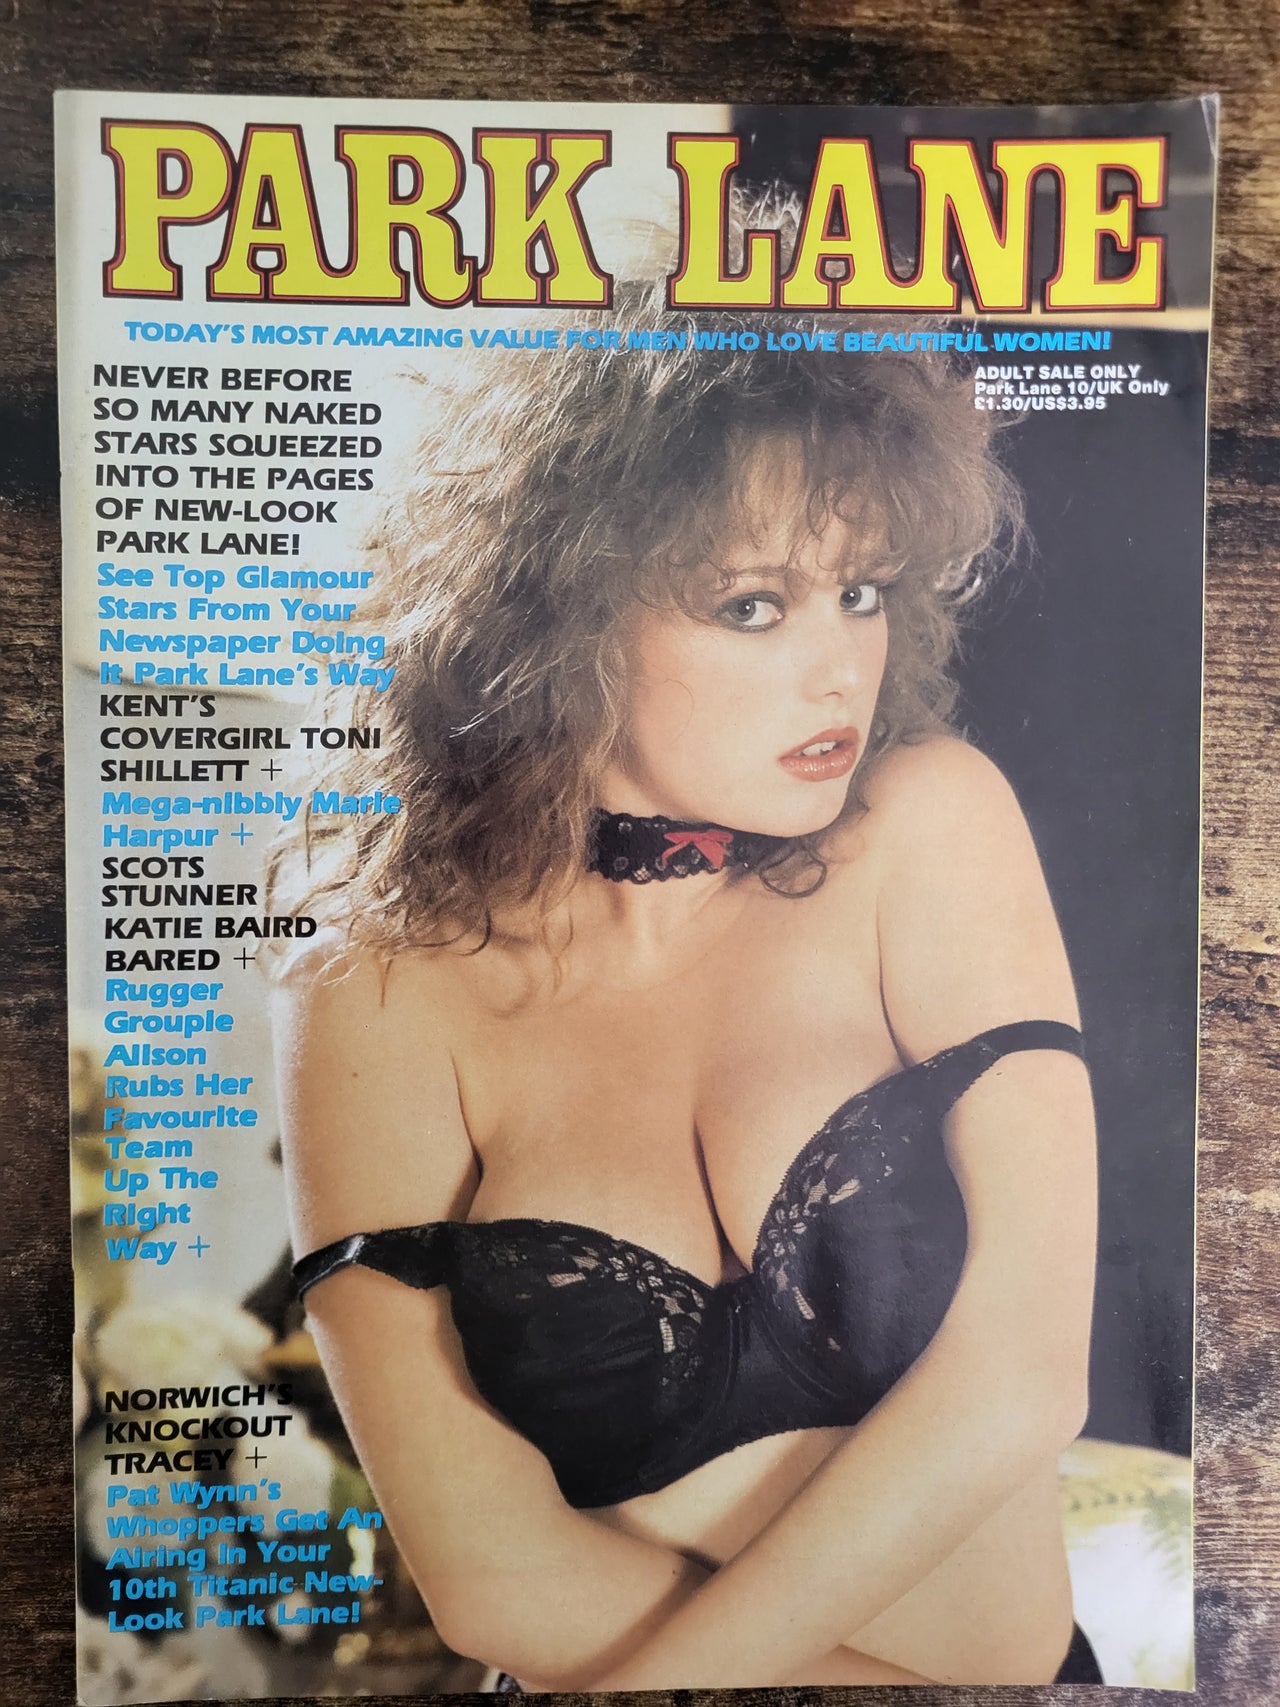 PARK LANE
TODAY'S MOST AMAZING VALUE FOR MEN WHO LOVE BEAUTIFUL WOMEN!
ADULT SALE ONLY
Park Lane 10/UK Only
£1.30/US$3.95
NEVER BEFORE
SO MANY NAKED
STARS SQUEEZED
INTO THE PAGES
OF NEW-LOOK
PARK LANE!
See Top Glamour
Stars From Your
Newspaper Doing
It Park Lane's Way
KENT'S
COVERGIRL TONI
SHILLETT +
Mega-nibbly Marie
Harpur +
SCOTS
STUNNER
KATIE BAIRD
BARED +
Rugger
Groupie
Alison
Rubs Her
Favourite
Team
Up The
Right
Way +
NORWICH'S
KNOCKOUT
TRACEY +
Pat Wynn's
Whoppers Get An
Airing In Your
10th Titanic New-
Look Park Lane!